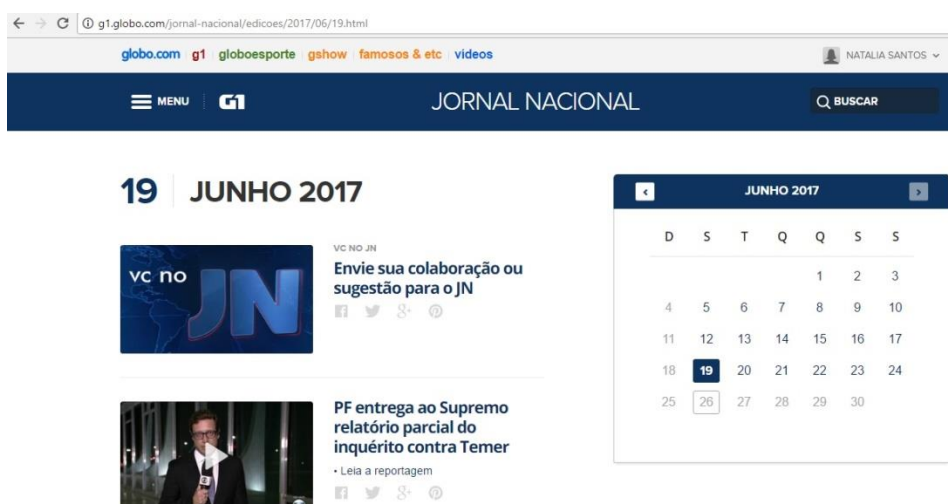 g1.globo.com/jornal-nacional/edicoes/2017/06/19.html
globo.com g1 globoesporte gshow famosos & etc vídeos
NATALIA SANTOS
MENU G1 JORNAL NACIONAL BUSCAR
19 JUNHO 2017
VC NO JN
Envie sua colaboração ou
sugestão para o JN
vc no JN
PF entrega ao Supremo
relatório parcial do
inquérito contra Temer
• Leia a reportagem
JUNHO 2017
D S T Q Q S S
1 2 3
4 5 6 7 8 9 10
11 12 13 14 15 16 17
18 19 20 21 22 23 24
25 26 27 28 29 30